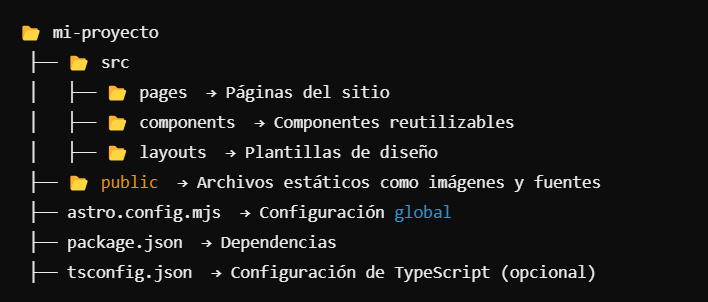 📂 mi-proyecto
├── 📂 src
│   ├── 📂 pages  → Páginas del sitio
│   ├── 📂 components  → Componentes reutilizables
│   ├── 📂 layouts  → Plantillas de diseño
├── 📂 public  → Archivos estáticos como imágenes y fuentes
├── astro.config.mjs  → Configuración global
├── package.json  → Dependencias
├── tsconfig.json  → Configuración de TypeScript (opcional)